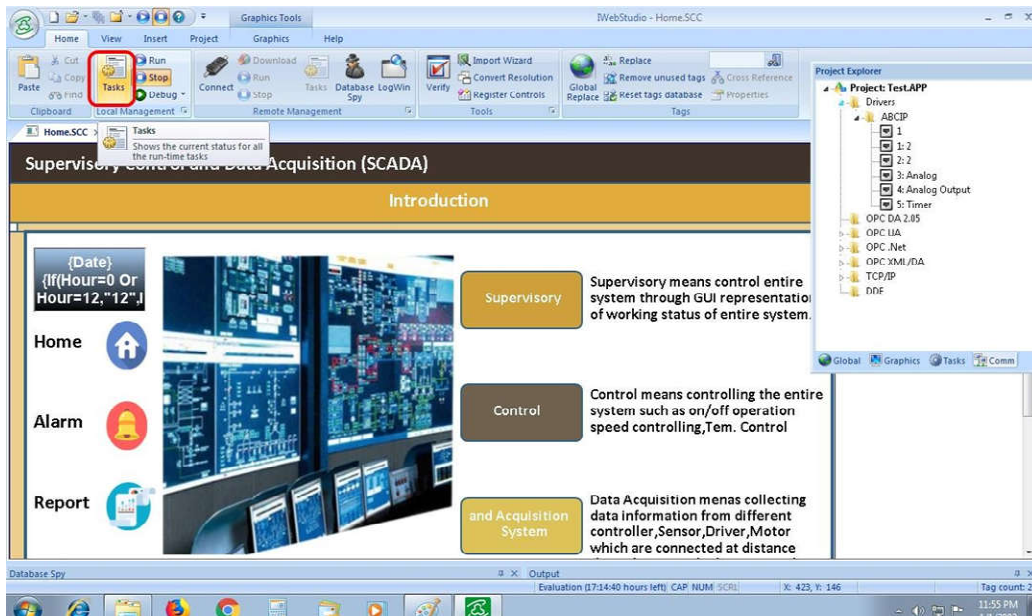 Graphics Tools
IWebStudio - Home.SCC
Home View Insert Project Graphics Help
Paste
Cut
Copy
Find
Clipboard
Tasks
Run
Stop
Debug
Local Management
Connect
Download
Run
Stop
Tasks
Database Spy
LogWin
Remote Management
Verify
Import Wizard
Convert Resolution
Register Controls
Tools
Global Replace
Replace
Remove unused tags
Reset tags database
Cross Reference
Properties
Tags
Home.SCC
Tasks
Shows the current status for all
the run-time tasks
Supervisory Control and Data Acquisition (SCADA)
Introduction
{Date}
{If(Hour=0 Or
Hour=12,"12",I
Home
Alarm
Report
Supervisory
Supervisory means control entire
system through GUI representation
of working status of entire system.
Control
Control means controlling the entire
system such as on/off operation
speed controlling,Tem. Control
and Acquisition
System
Data Acquisition menas collecting
data information from different
controller,Sensor,Driver,Motor
which are connected at distance
Project Explorer
Project: Test.APP
Drivers
ABCIP
1
1: 2
2: 2
3: Analog
4: Analog Output
5: Timer
OPC DA 2.05
OPC UA
OPC .Net
OPC XML/DA
TCP/IP
DDE
Global Graphics Tasks Comm
Database Spy
Output
Evaluation (17:14:40 hours left) CAP NUM SCRL
X: 423, Y: 146
Tag count: 2
11:55 PM